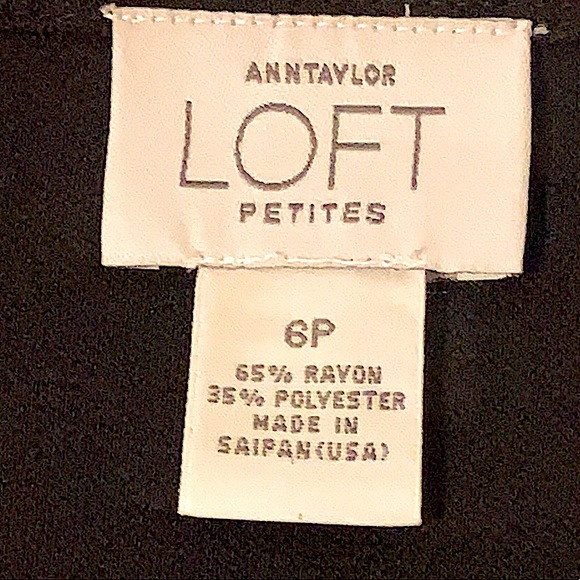 ANNTAYLOR
LOFT
PETITES
6P
65% RAYON
35% POLYESTER
MADE IN
SAIPAN(USA)